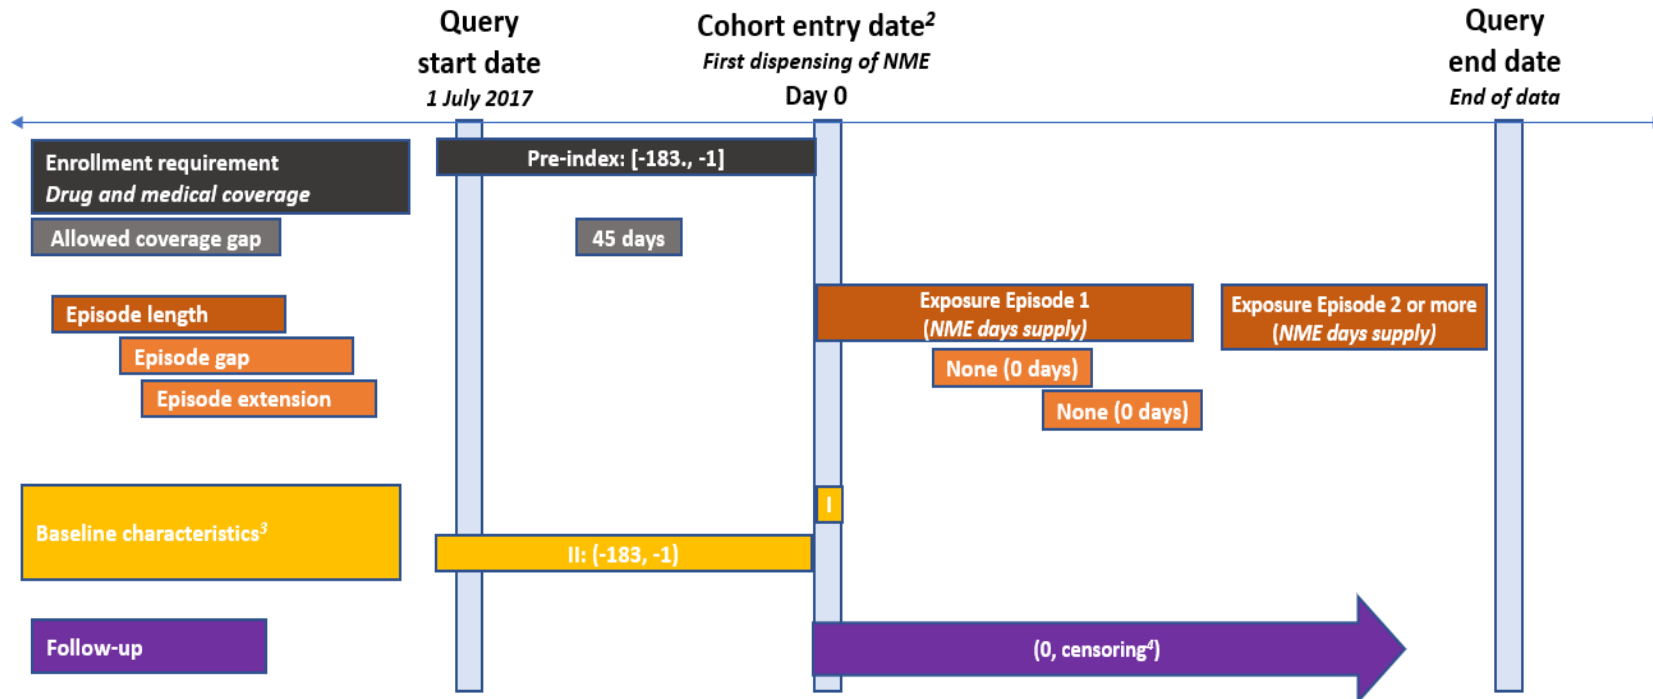 Query
start date
1 July 2017
Cohort entry date²
First dispensing of NME
Day 0
Query
end date
End of data
Enrollment requirement
Drug and medical coverage
Pre-index: [-183., -1]
Allowed coverage gap
45 days
Episode length
Exposure Episode 1
(NME days supply)
Exposure Episode 2 or more
(NME days supply)
Episode gap
None (0 days)
Episode extension
None (0 days)
Baseline characteristics³
I
II: (-183, -1)
Follow-up
(0, censoring⁴)